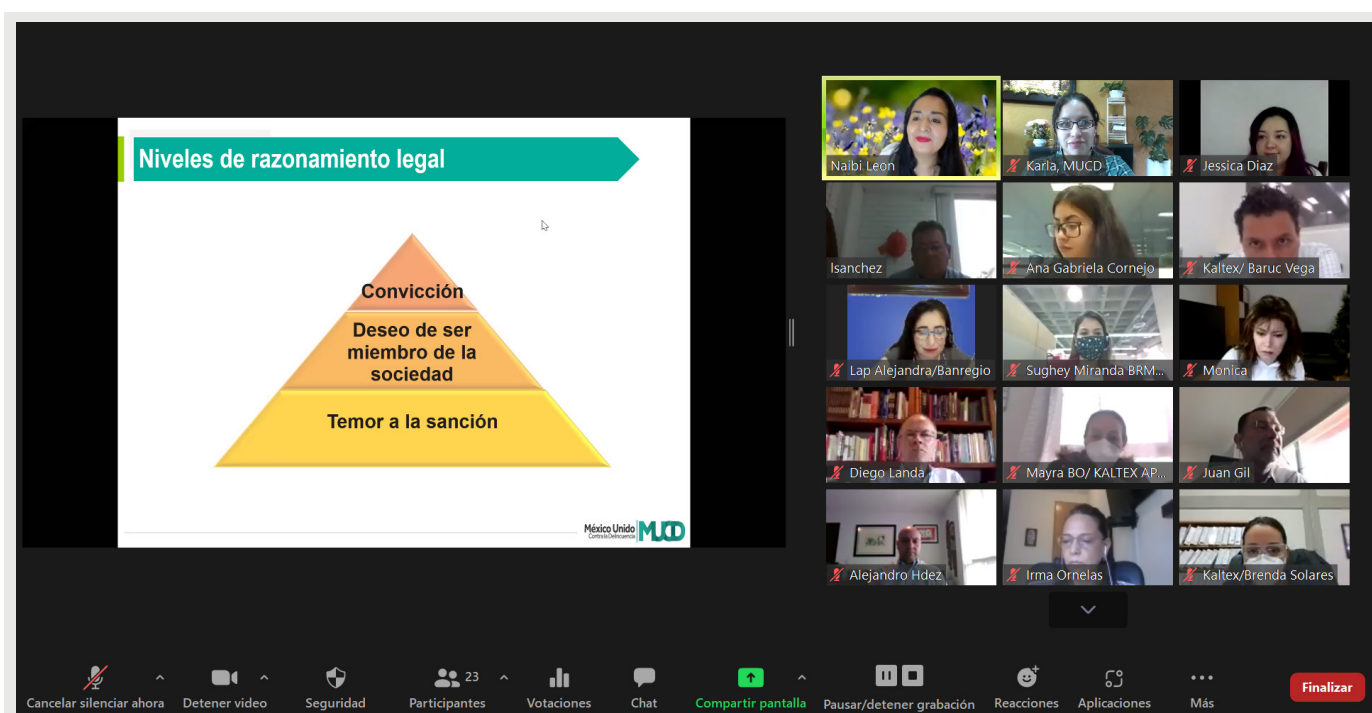 Niveles de razonamiento legal
Convicción
Deseo de ser
miembro de la
sociedad
Temor a la sanción
México Unido
Contra la Delincuencia
MUCD
Naibi Leon
Karla, MUCD
Jessica Diaz
Isanchez
Ana Gabriela Cornejo
Kaltex/ Baruc Vega
Lap Alejandra/Banregio
Sughey Miranda BRM...
Monica
Diego Landa
Mayra BO/ KALTEX AP...
Juan Gil
Alejandro Hdez
Irma Ornelas
Kaltex/Brenda Solares
Cancelar silenciar ahora
Detener video
Seguridad
23
Participantes
Votaciones
Chat
Compartir pantalla
Pausar/detener grabación
Reacciones
Aplicaciones
Más
Finalizar